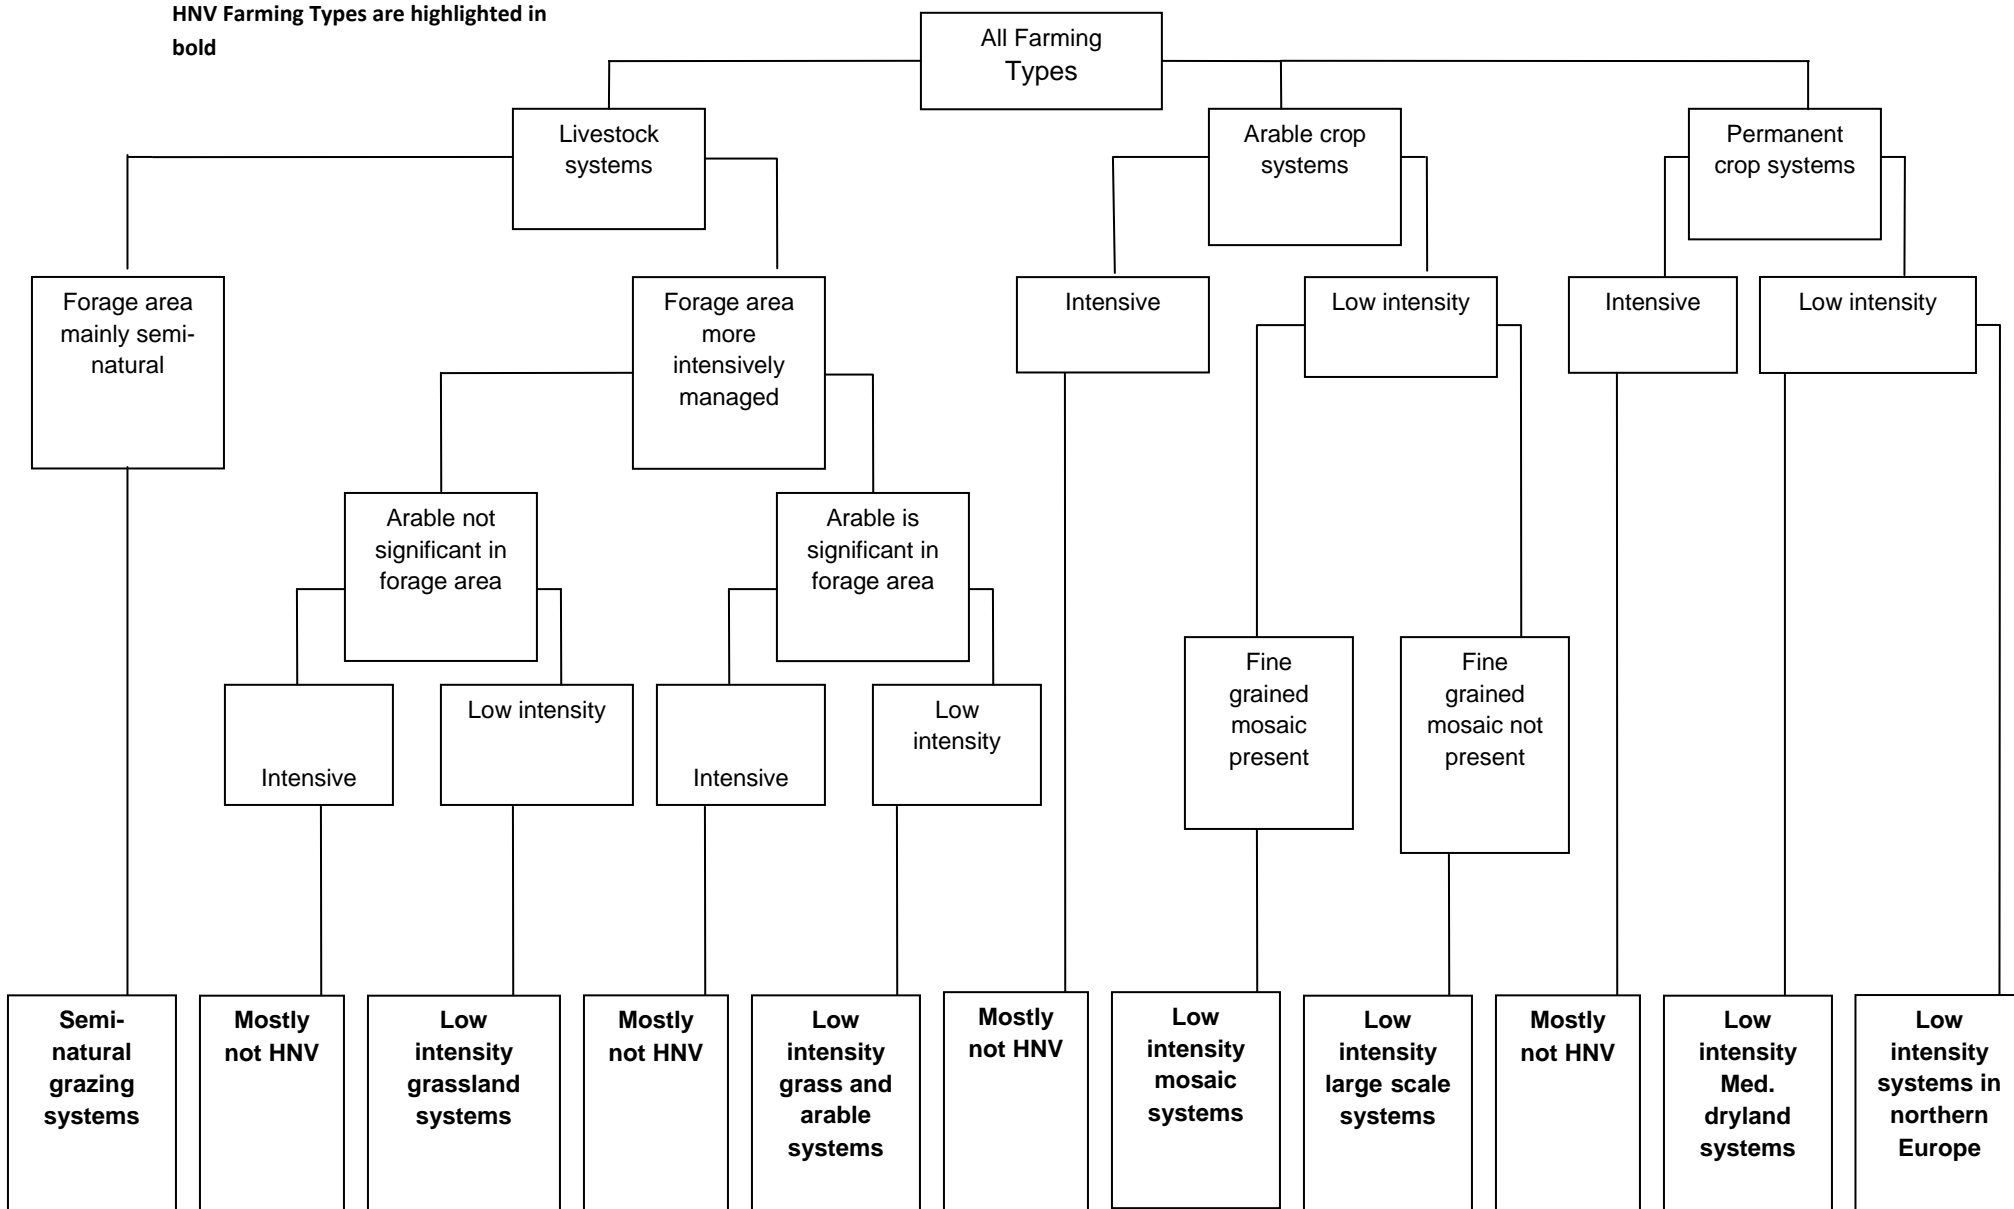 HNV Farming Types are highlighted in
bold
All Farming
Types
Livestock
systems
Arable crop
systems
Permanent
crop systems
Forage area
mainly semi-
natural
Forage area
more
intensively
managed
Intensive
Low intensity
Intensive
Low intensity
Arable not
significant in
forage area
Arable is
significant in
forage area
Fine
grained
mosaic
present
Fine
grained
mosaic not
present
Intensive
Low intensity
Intensive
Low
intensity
Semi-
natural
grazing
systems
Mostly
not HNV
Low
intensity
grassland
systems
Mostly
not HNV
Low
intensity
grass and
arable
systems
Mostly
not HNV
Low
intensity
mosaic
systems
Low
intensity
large scale
systems
Mostly
not HNV
Low
intensity
Med.
dryland
systems
Low
intensity
systems in
northern
Europe